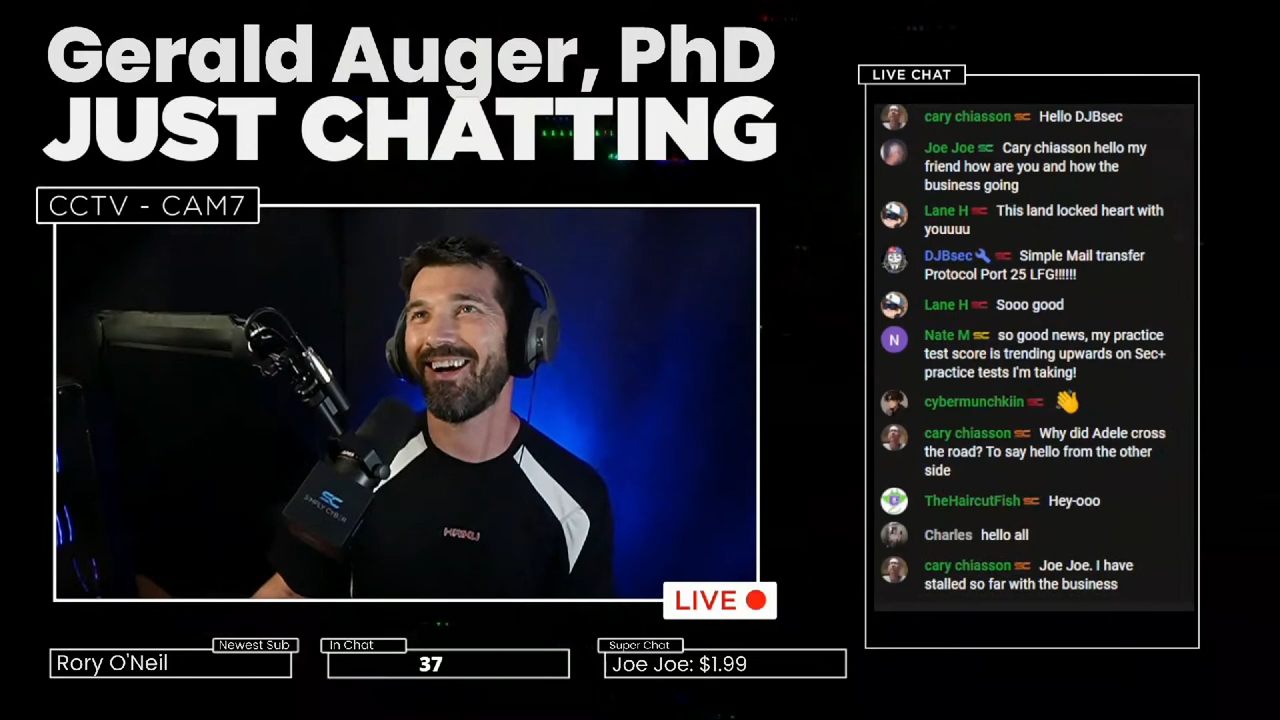 Gerald Auger, PhD
JUST CHATTING
CCTV - CAM7
SIMPLY CYBER
HAIKU
LIVE
Newest Sub
Rory O'Neil
In Chat
37
Super Chat
Joe Joe: $1.99
LIVE CHAT
cary chiasson Hello DJBsec
Joe Joe Cary chiasson hello my
friend how are you and how the
business going
Lane H This land locked heart with
youuuu
DJBsec Simple Mail transfer
Protocol Port 25 LFG!!!!!!
Lane H Sooo good
N
Nate M so good news, my practice
test score is trending upwards on Sec+
practice tests I'm taking!
cybermunchkiin 👋
cary chiasson Why did Adele cross
the road? To say hello from the other
side
TheHaircutFish Hey-ooo
Charles hello all
cary chiasson Joe Joe. I have
stalled so far with the business